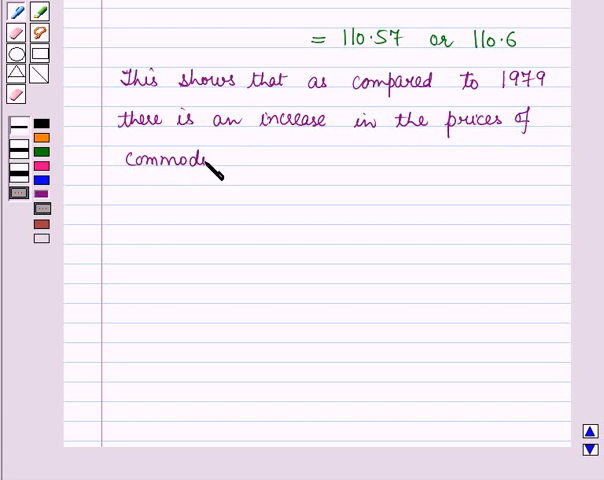 = 110.57 or 110.6
This shows that as compared to 1979
there is an increase in the prices of
commodi